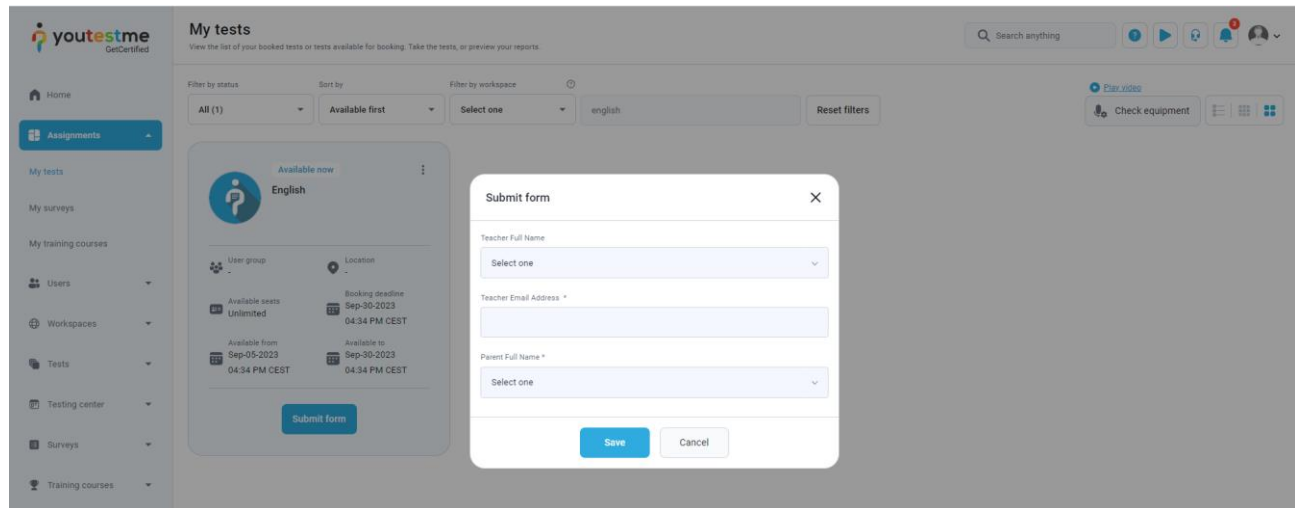 youtestme
GetCertified
My tests
View the list of your booked tests or tests available for booking. Take the tests, or preview your reports.
Search anything
3
Home
Assignments
My tests
My surveys
My training courses
Users
Workspaces
Tests
Testing center
Surveys
Training courses
Filter by status
Sort by
Filter by workspace
All (1)
Available first
Select one
english
Reset filters
Play video
Check equipment
Available now
English
User group
-
Location
-
Available seats
Unlimited
Booking deadline
Sep-30-2023
04:34 PM CEST
Available from
Sep-05-2023
04:34 PM CEST
Available to
Sep-30-2023
04:34 PM CEST
Submit form
Submit form
Teacher Full Name
Select one
Teacher Email Address *
Parent Full Name *
Select one
Save
Cancel